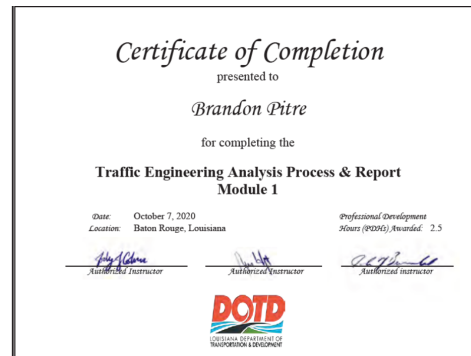 Certificate of Completion
presented to
Brandon Pitre
for completing the
Traffic Engineering Analysis Process & Report
Module 1
Date: October 7, 2020
Location: Baton Rouge, Louisiana
Professional Development
Hours (PDHs) Awarded: 2.5
Authorized Instructor
Authorized Instructor
Authorized instructor
DOTD
LOUISIANA DEPARTMENT OF
TRANSPORTATION & DEVELOPMENT